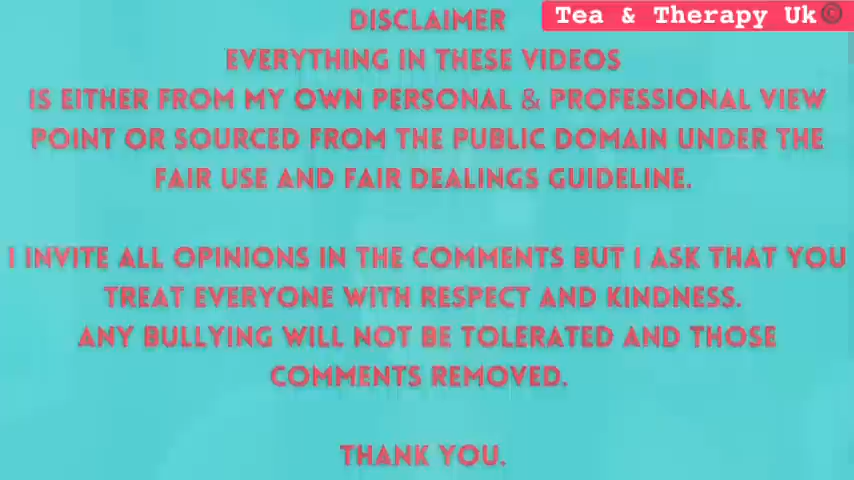 DISCLAIMER
Tea & Therapy Uk©
EVERYTHING IN THESE VIDEOS
IS EITHER FROM MY OWN PERSONAL & PROFESSIONAL VIEW
POINT OR SOURCED FROM THE PUBLIC DOMAIN UNDER THE
FAIR USE AND FAIR DEALINGS GUIDELINE.
I INVITE ALL OPINIONS IN THE COMMENTS BUT I ASK THAT YOU
TREAT EVERYONE WITH RESPECT AND KINDNESS.
ANY BULLYING WILL NOT BE TOLERATED AND THOSE
COMMENTS REMOVED.
THANK YOU.